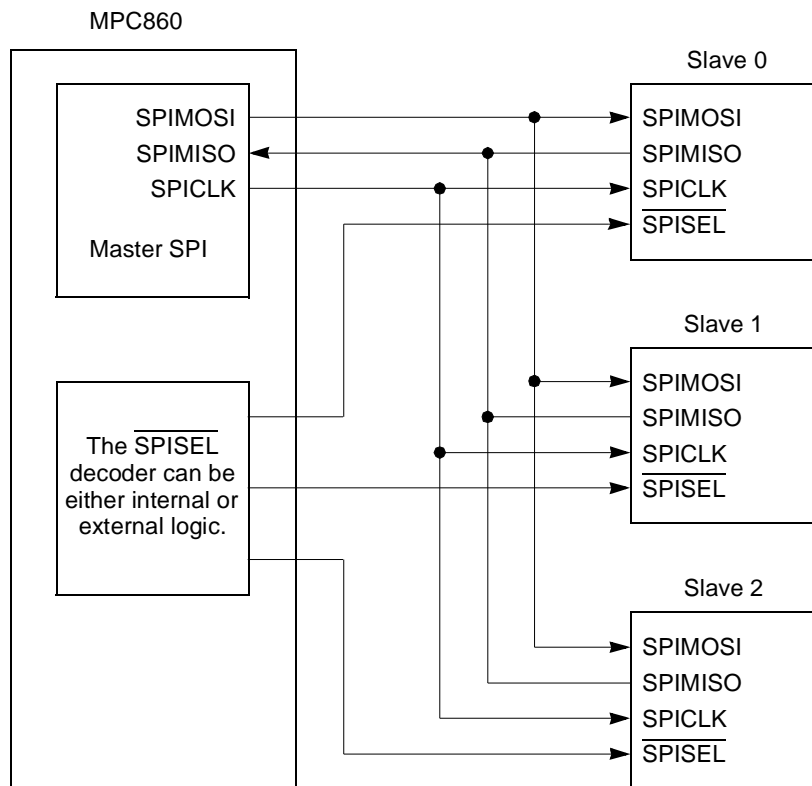 MPC860
SPIMOSI
SPIMISO
SPICLK
Master SPI
The SPISEL
decoder can be
either internal or
external logic.
Slave 0
SPIMOSI
SPIMISO
SPICLK
SPISEL
Slave 1
SPIMOSI
SPIMISO
SPICLK
SPISEL
Slave 2
SPIMOSI
SPIMISO
SPICLK
SPISEL